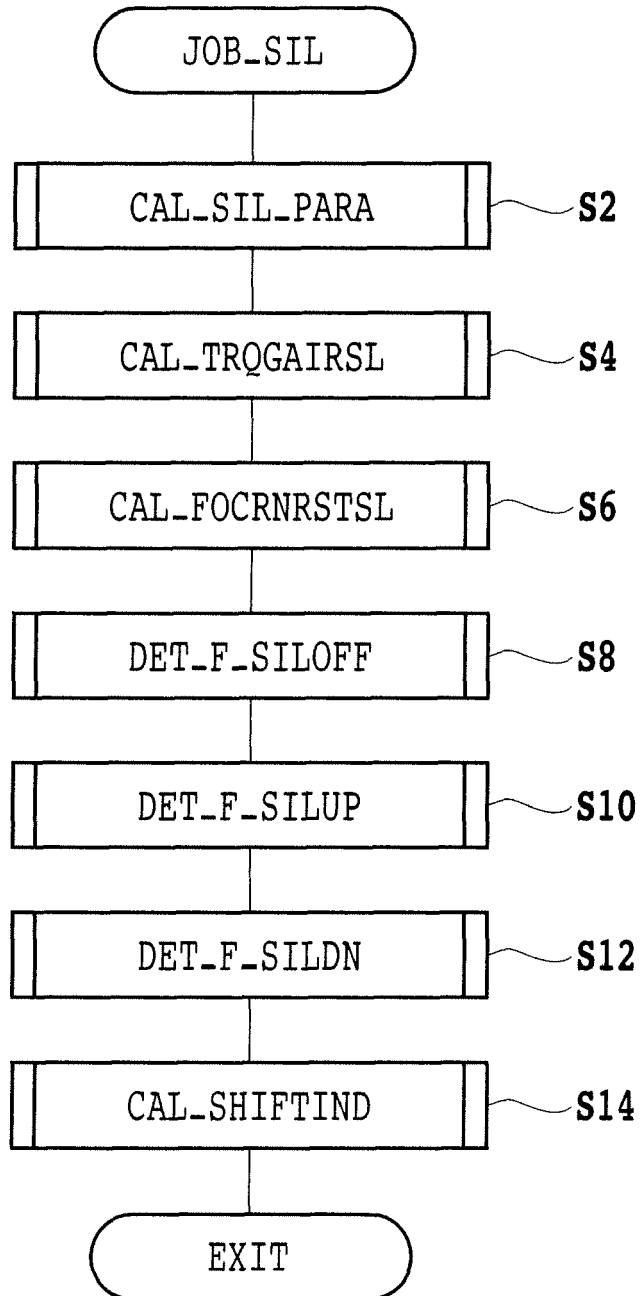 JOB_SIL
CAL_SIL_PARA S2
CAL_TRQGAIRSL S4
CAL_FOCRNRSTSL S6
DET_F_SILOFF S8
DET_F_SILUP S10
DET_F_SILDN S12
CAL_SHIFTIND S14
EXIT